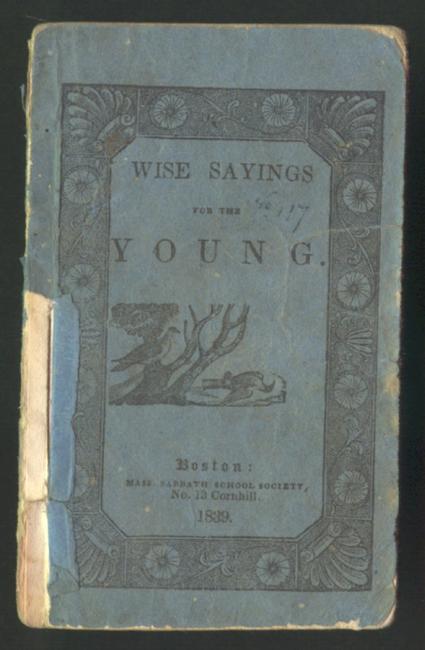 WISE SAYINGS
FOR THE
YOUNG.
Boston:
MASS. SABBATH SCHOOL SOCIETY,
No. 13 Cornhill.
1839.